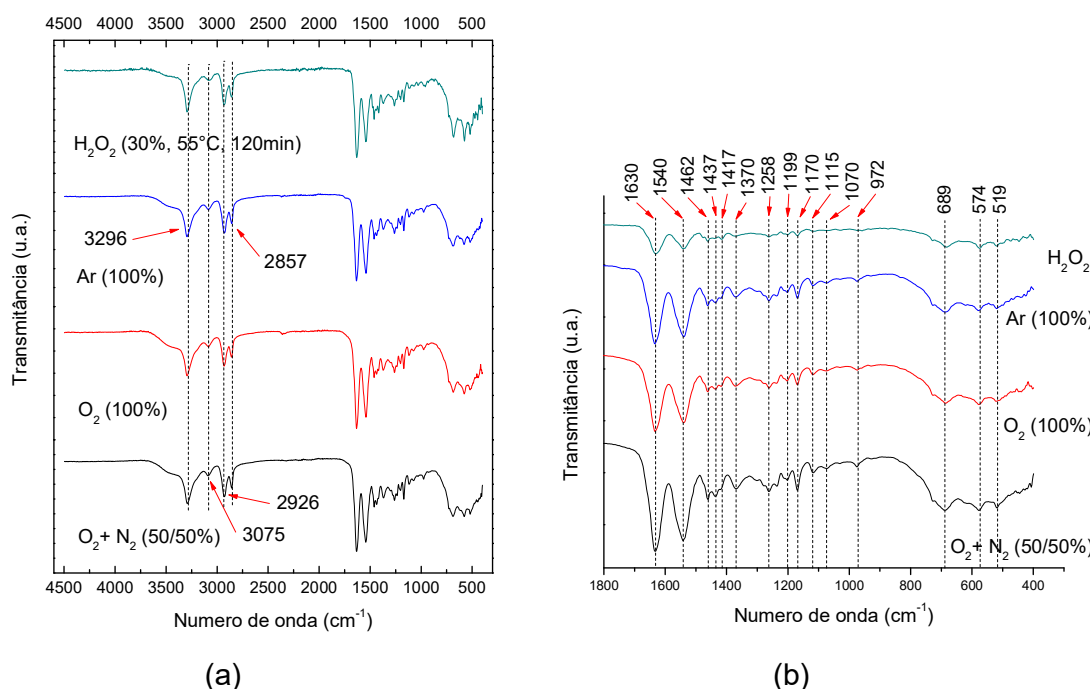 4500 4000 3500 3000 2500 2000 1500 1000 500
H₂O₂ (30%, 55°C, 120min)
3296
2857
Ar (100%)
O₂ (100%)
2926
3075
O₂+ N₂ (50/50%)
Transmitância (u.a.)
4500 4000 3500 3000 2500 2000 1500 1000 500
Numero de onda (cm⁻¹)
(a)
1630 1540 1462 1437 1417 1370 1258 1199 1170 1115 1070 972 689 574 519
H₂O₂
Ar (100%)
O₂ (100%)
O₂+ N₂ (50/50%)
Transmitância (u.a.)
1800 1600 1400 1200 1000 800 600 400
Numero de onda (cm⁻¹)
(b)